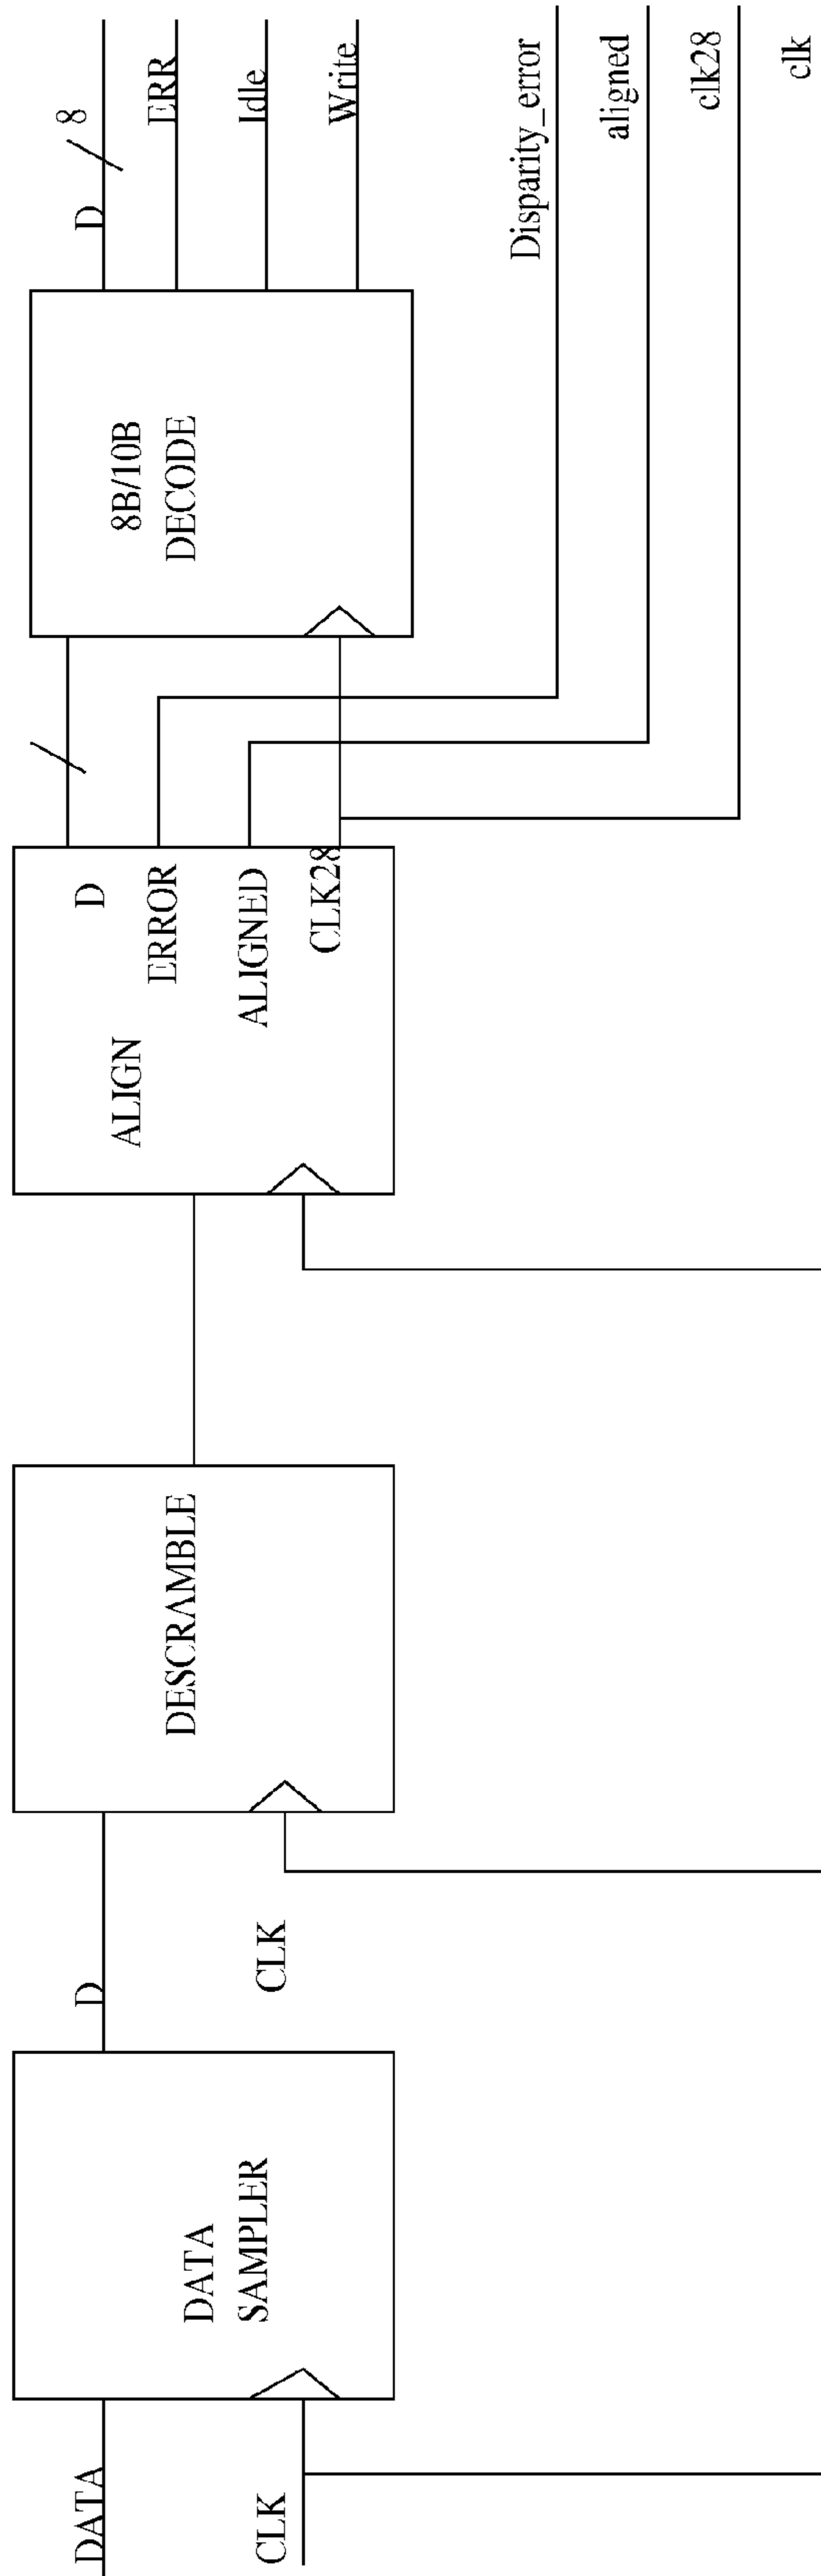 DATA
CLK
DATA
SAMPLER
D
CLK
DESCRAMBLE
ALIGN
D
ERROR
ALIGNED
CLK28
8B/10B
DECODE
D
8
ERR
Idle
Write
Disparity_error
aligned
clk28
clk